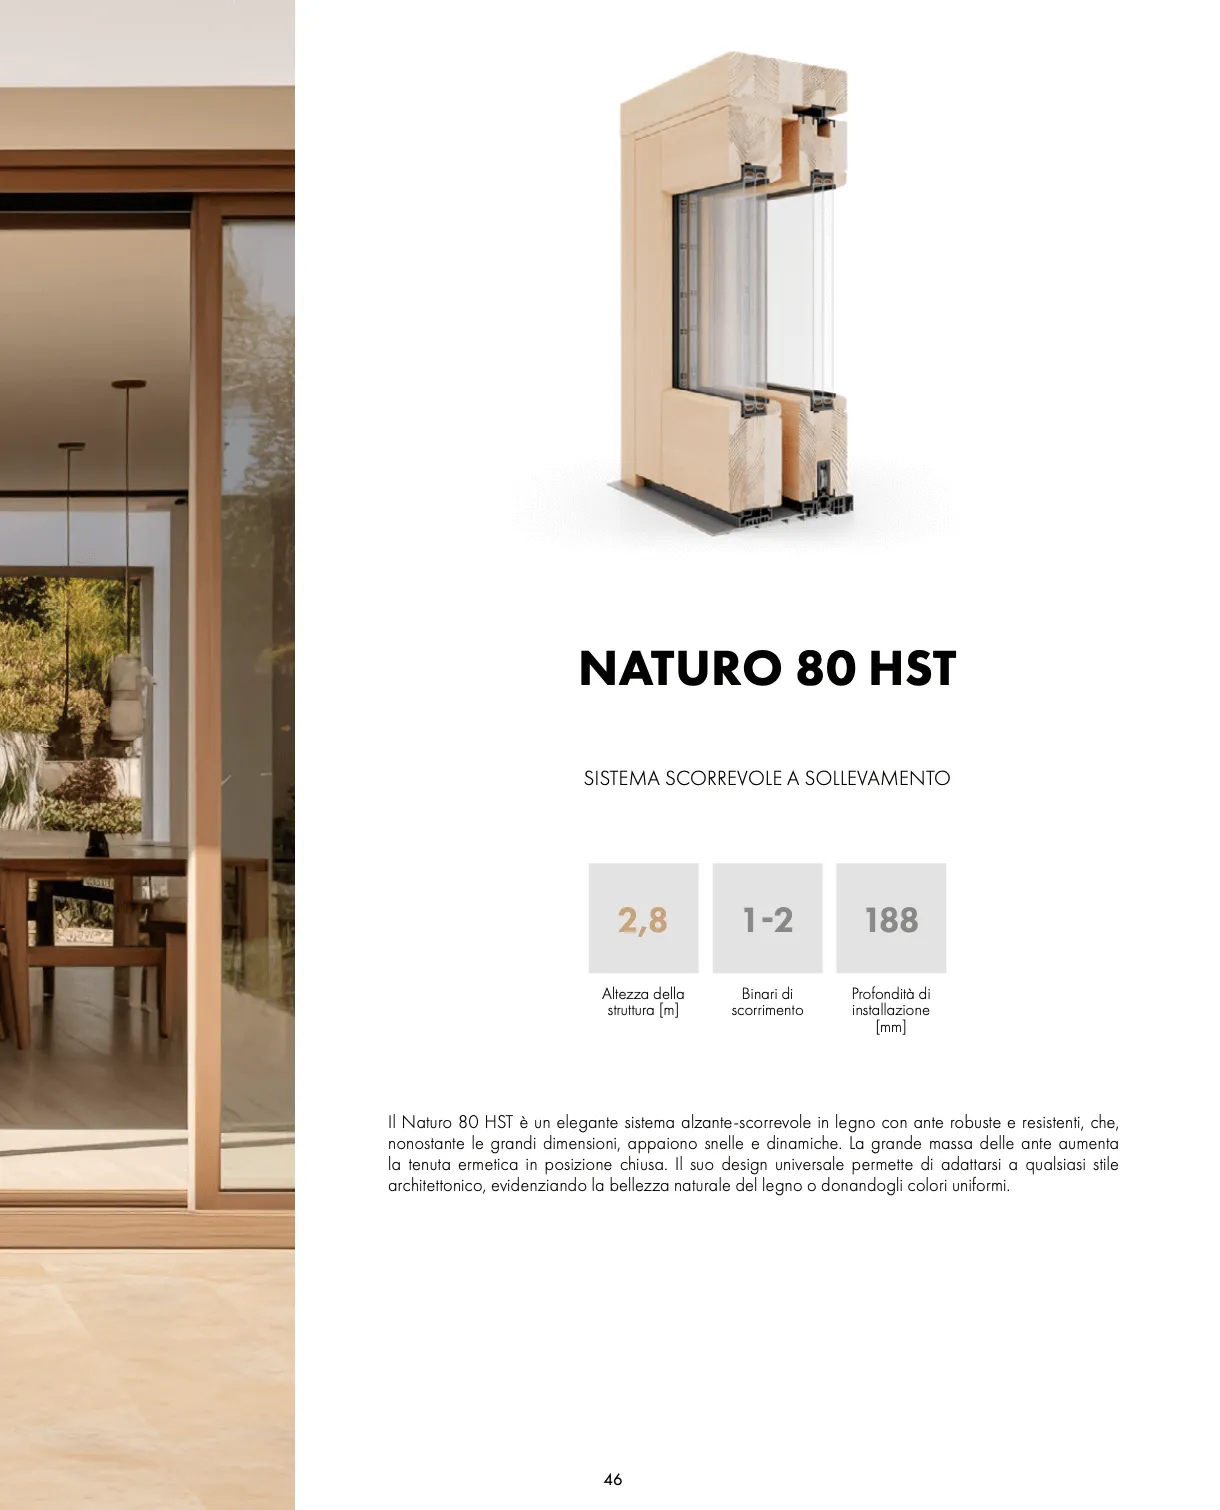 NATURO 80 HST
SISTEMA SCORREVOLE A SOLLEVAMENTO
2,8
1-2
188
Altezza della
struttura [m]
Binari di
scorrimento
Profondità di
installazione
[mm]
Il Naturo 80 HST è un elegante sistema alzante-scorrevole in legno con ante robuste e resistenti, che,
nonostante le grandi dimensioni, appaiono snelle e dinamiche. La grande massa delle ante aumenta
la tenuta ermetica in posizione chiusa. Il suo design universale permette di adattarsi a qualsiasi stile
architettonico, evidenziando la bellezza naturale del legno o donandogli colori uniformi.
46